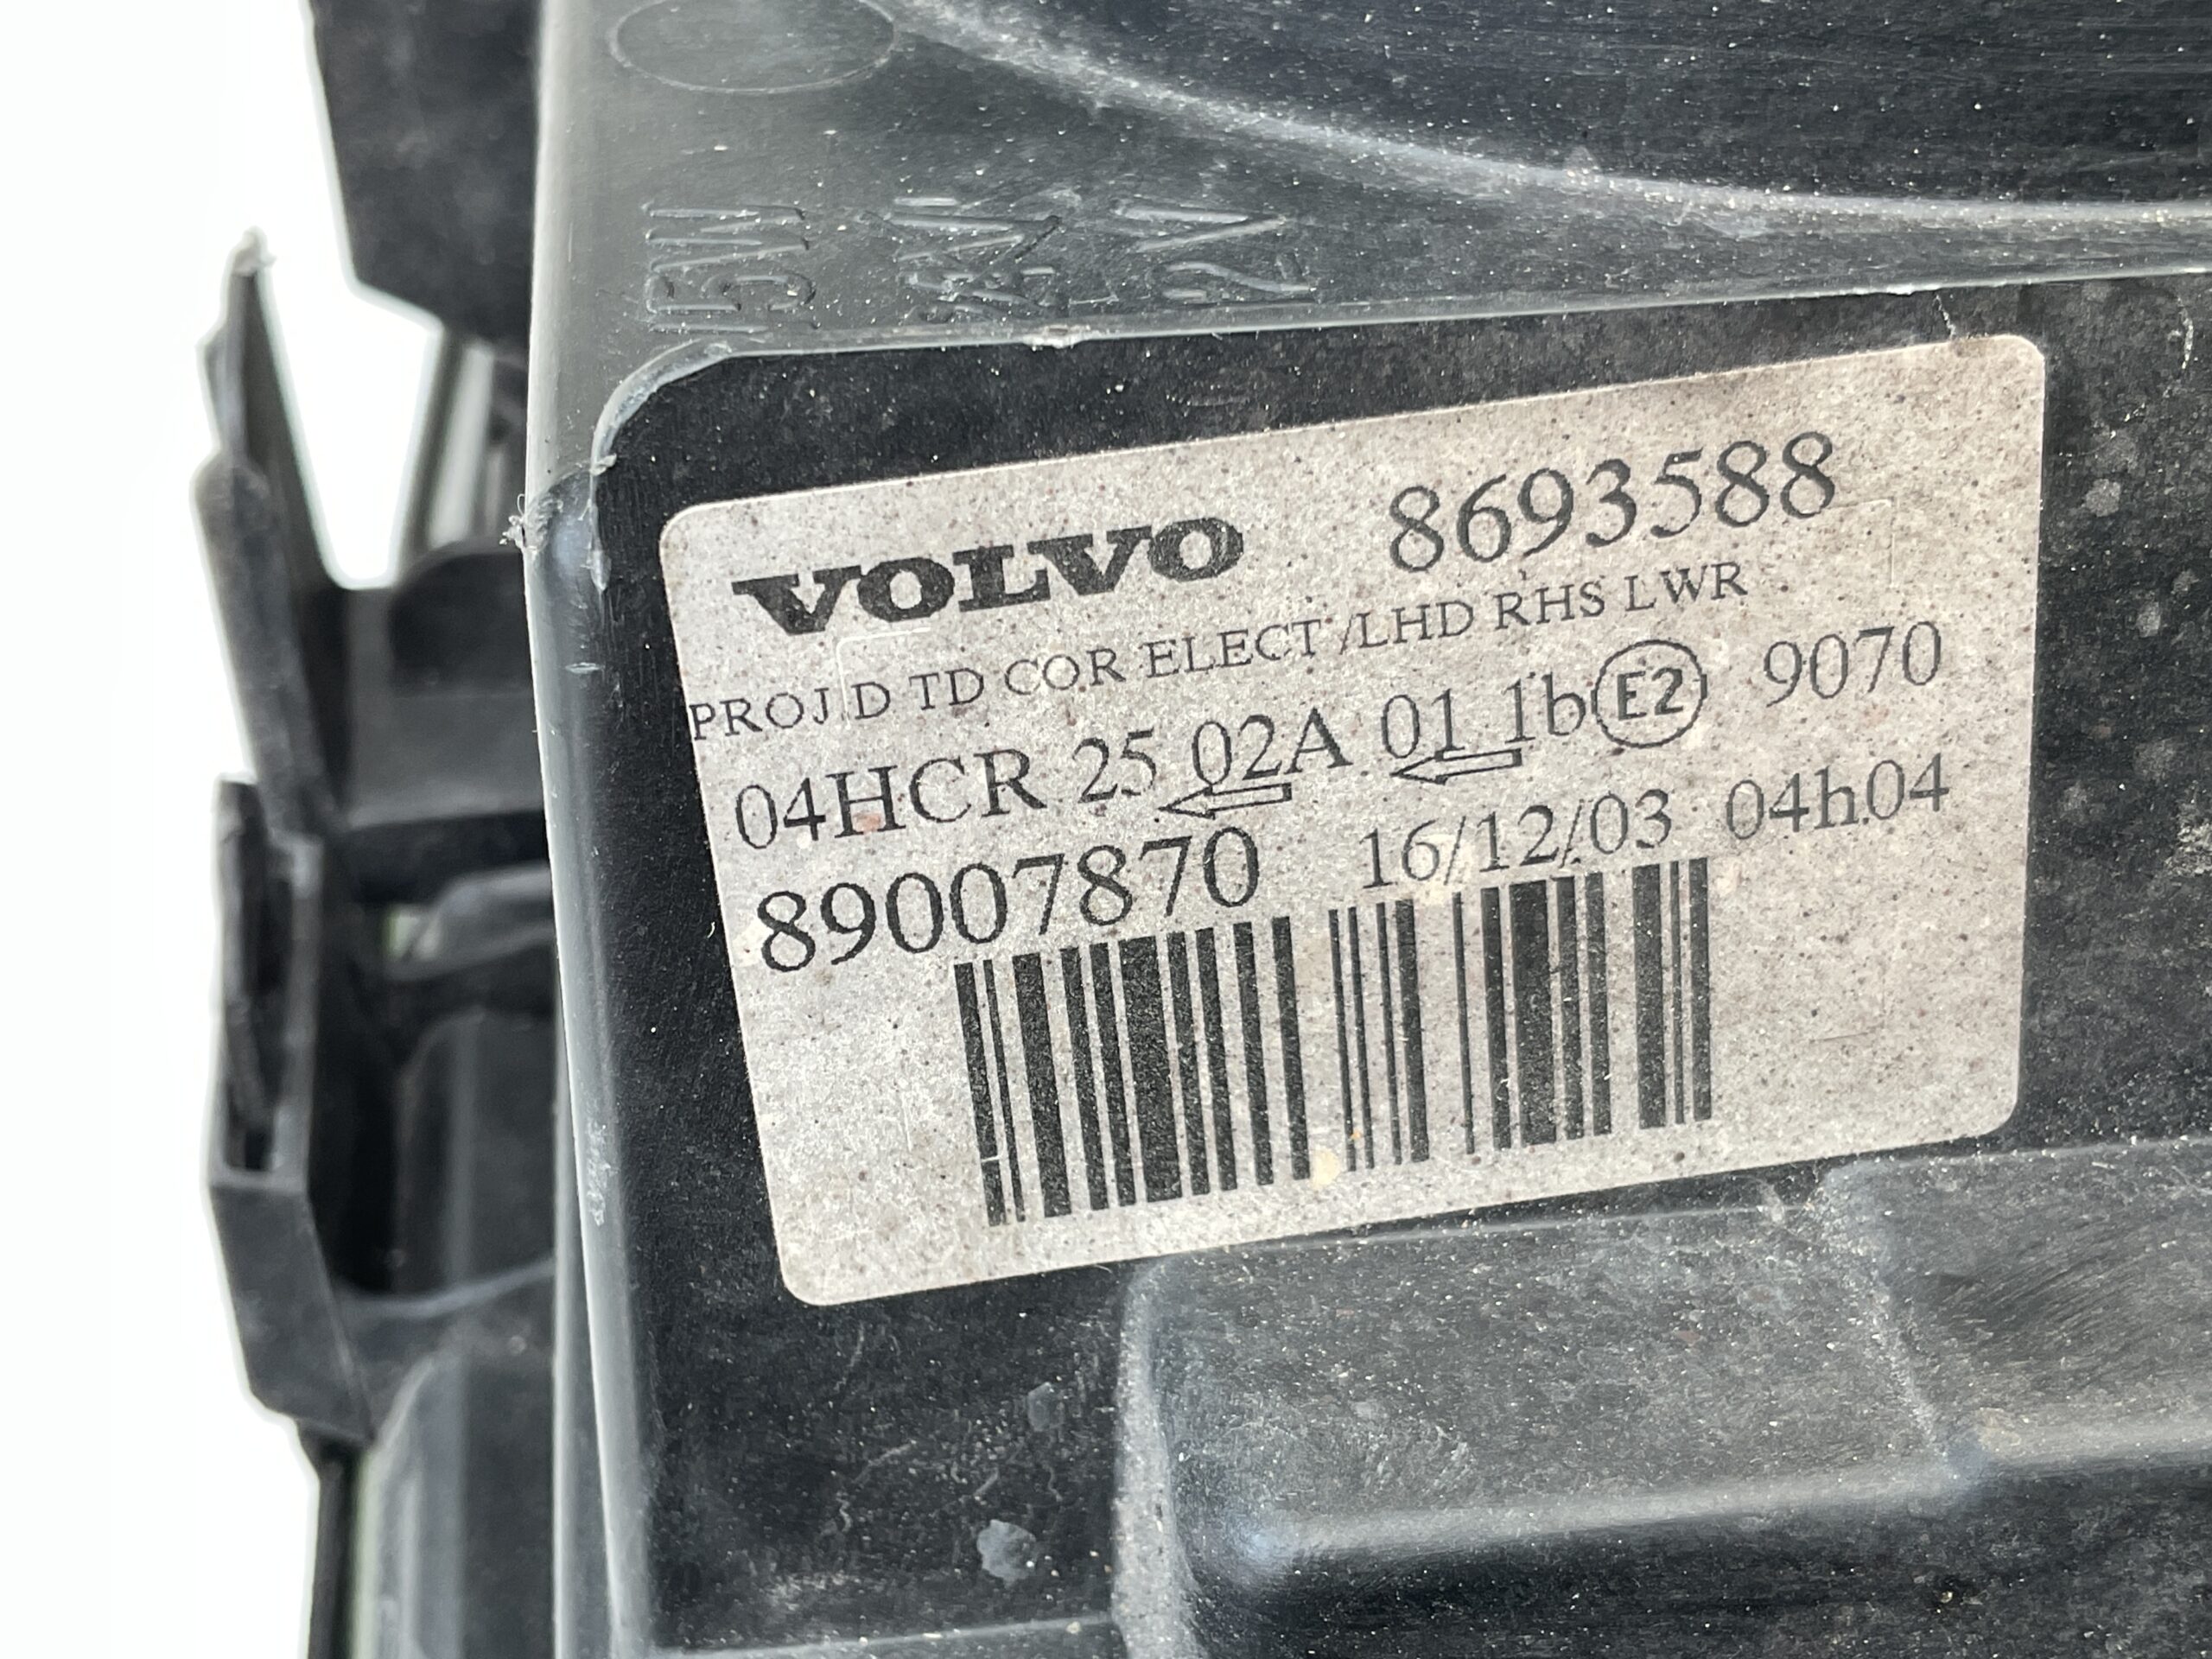 VOLVO 8693588
PROJ D TD COR ELECT /LHD RHS LWR
04HCR 25 02A 01 1b E2 9070
89007870 16/12/03 04h04